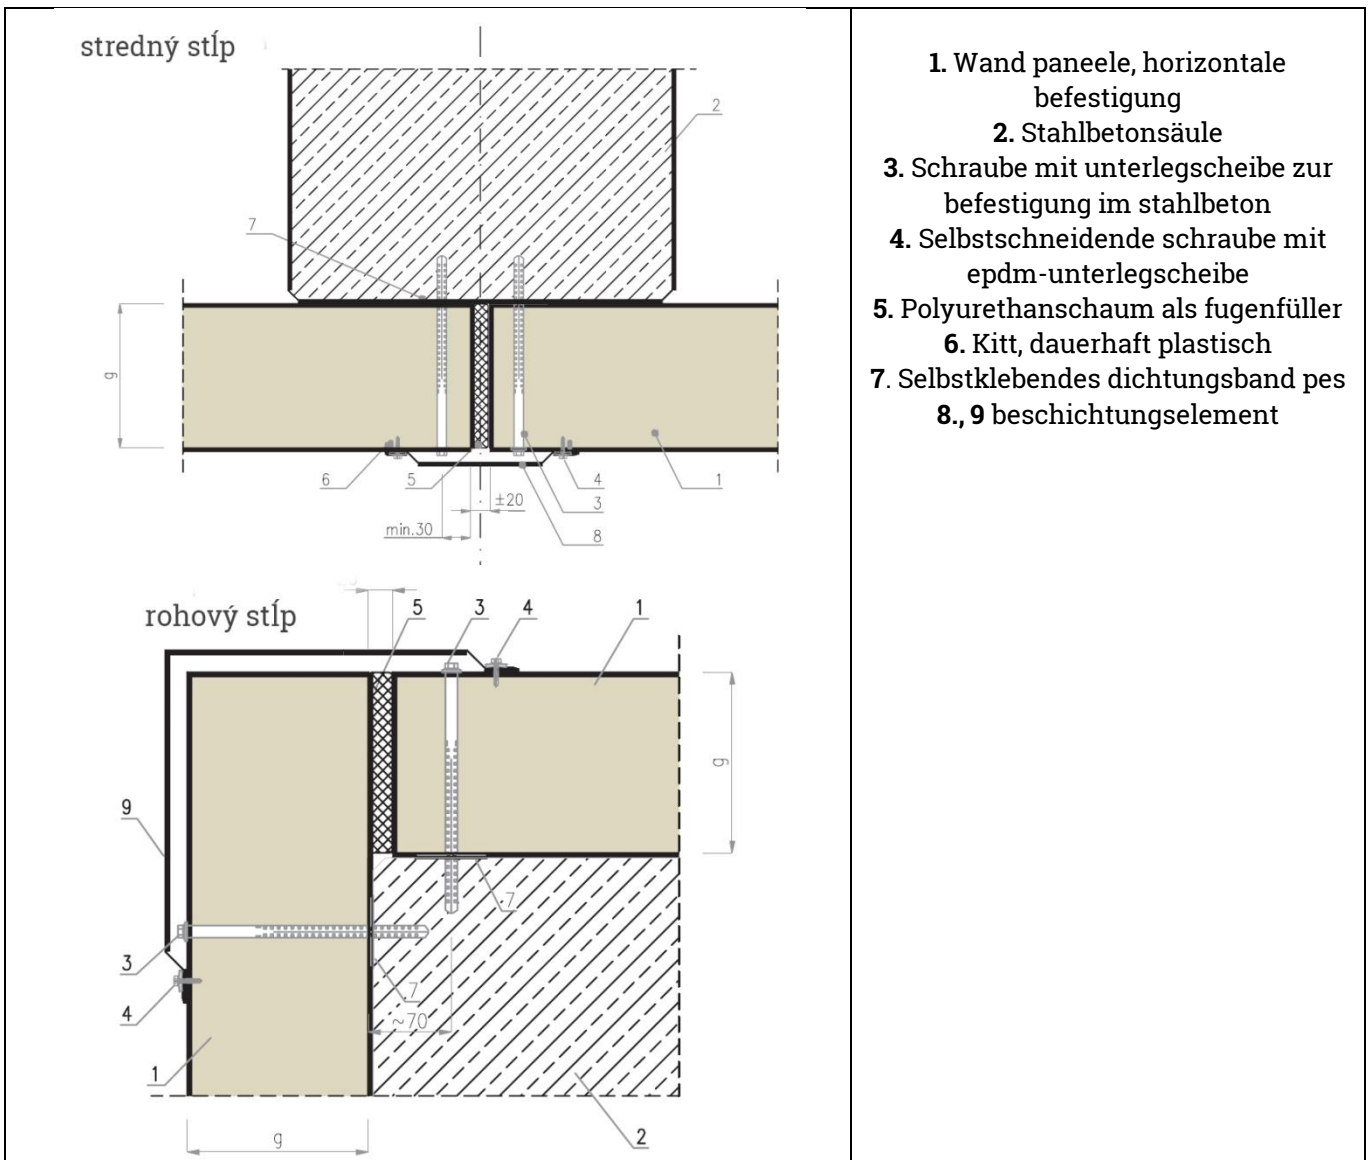 stredný stĺp
2
7
g
6
5
4
1
±20
3
min.30
8
rohový stĺp
5
3
4
1
g
9
7
3
7
4
~70
1
2
g
1. Wand paneele, horizontale
befestigung
2. Stahlbetonsäule
3. Schraube mit unterlegscheibe zur
befestigung im stahlbeton
4. Selbstschneidende schraube mit
epdm-unterlegscheibe
5. Polyurethanschaum als fugenfüller
6. Kitt, dauerhaft plastisch
7. Selbstklebendes dichtungsband pes
8., 9 beschichtungselement